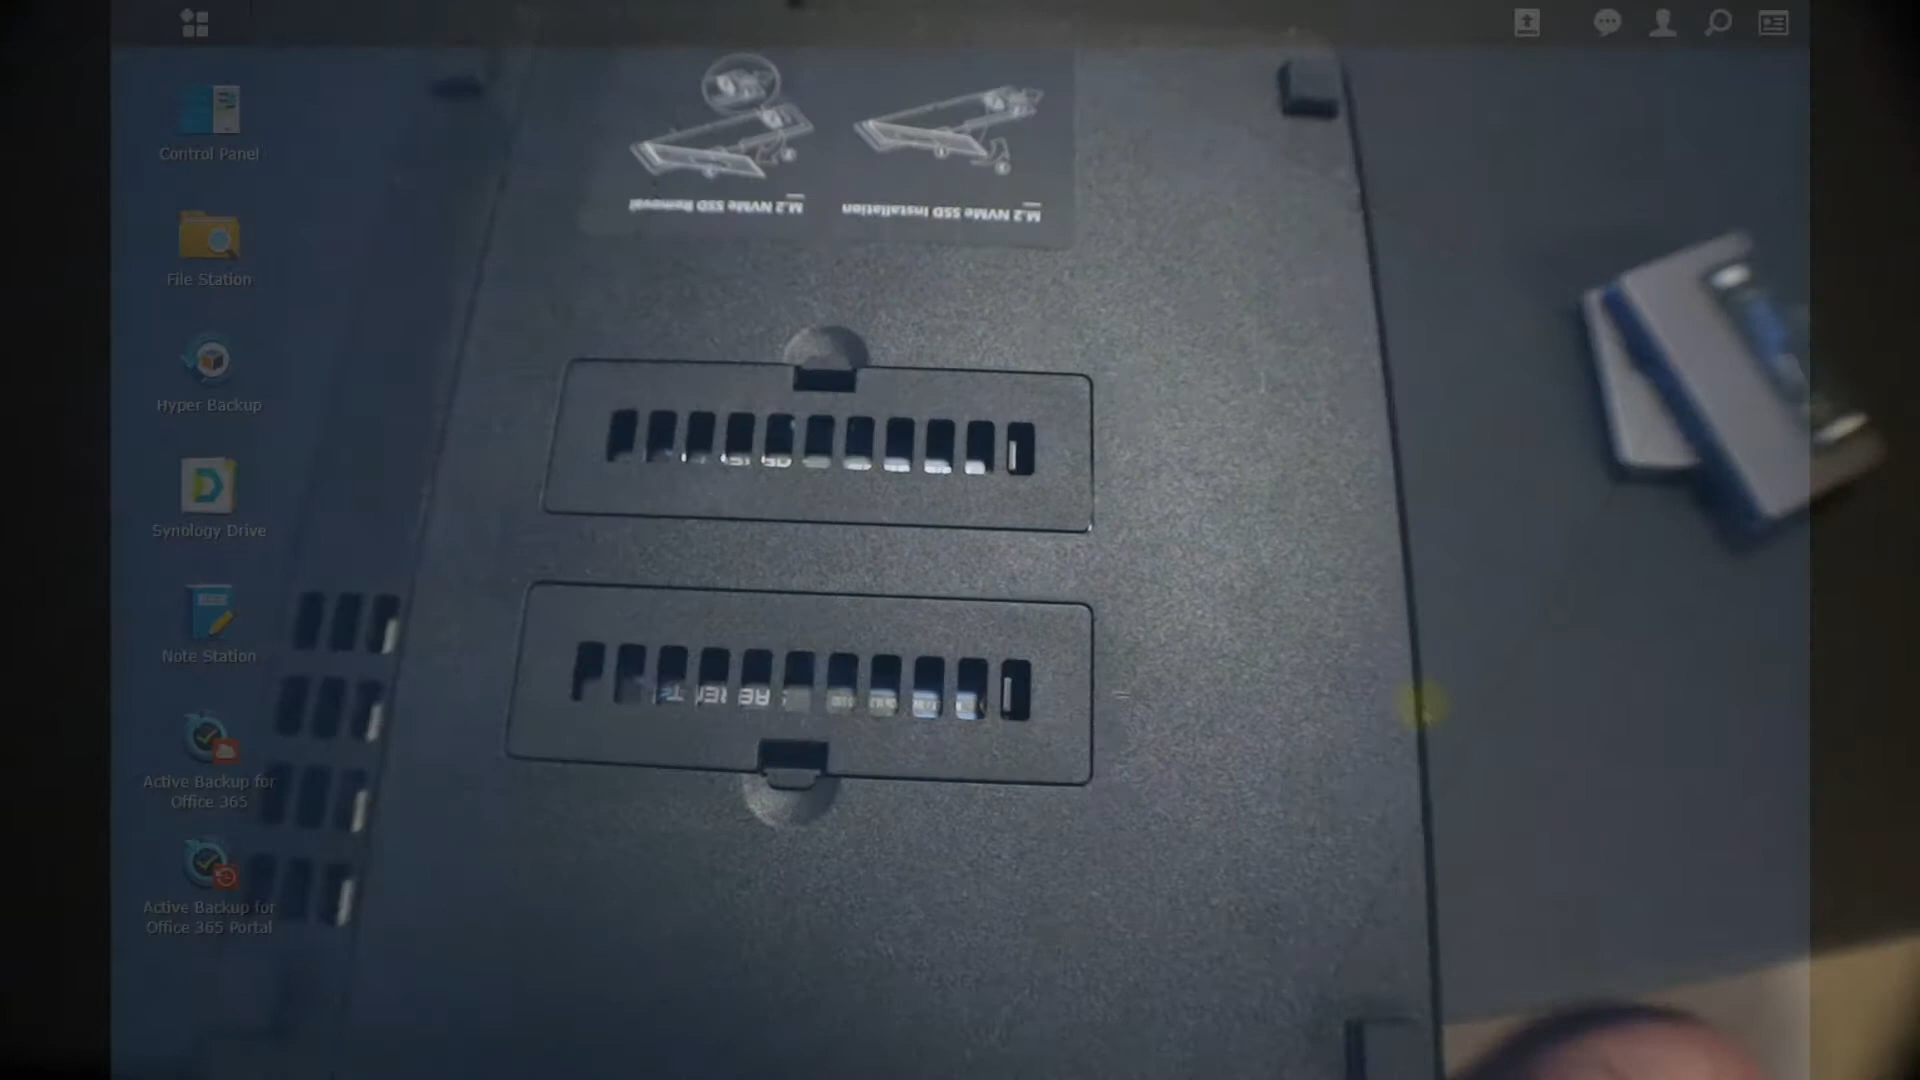 Control Panel
File Station
Hyper Backup
Synology Drive
Note Station
Active Backup for
Office 365
Active Backup for
Office 365 Portal
M.2 NVMe SSD Installation
M.2 NVMe SSD Removal